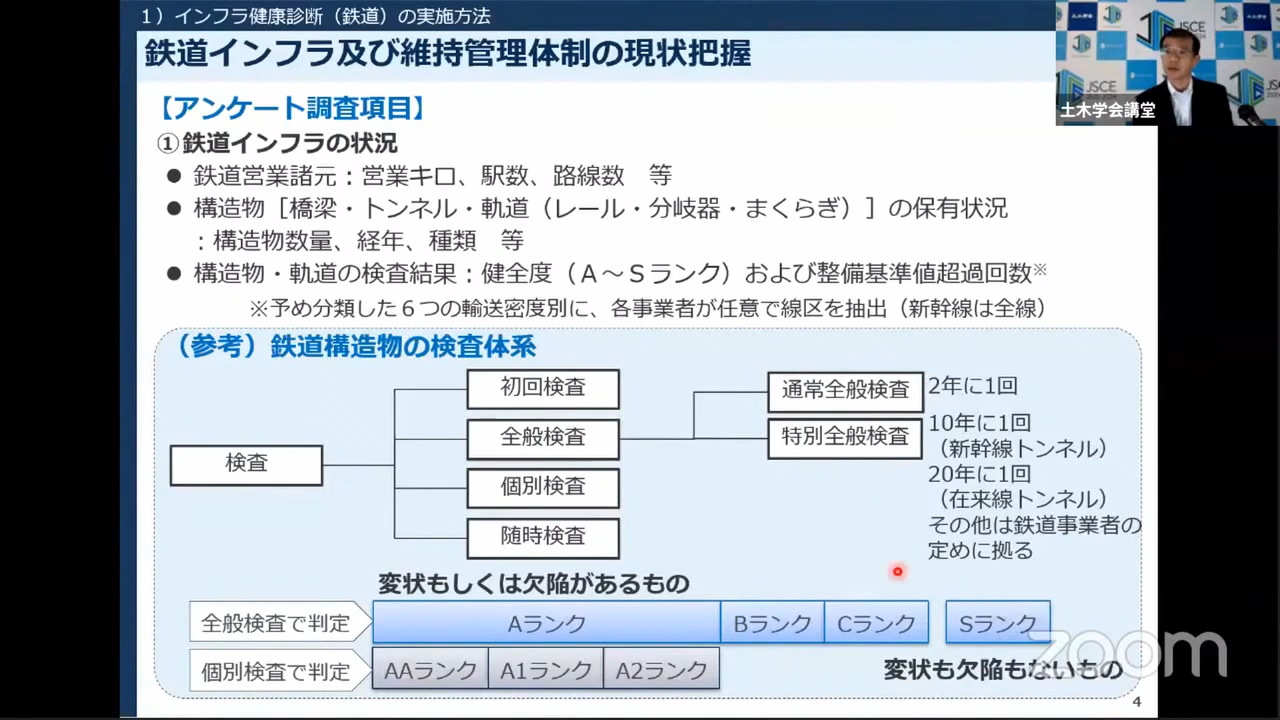 1）インフラ健康診断（鉄道）の実施方法
鉄道インフラ及び維持管理体制の現状把握
【アンケート調査項目】
①鉄道インフラの状況
● 鉄道営業諸元：営業キロ、駅数、路線数　等
● 構造物［橋梁・トンネル・軌道（レール・分岐器・まくらぎ）］の保有状況
：構造物数量、経年、種類　等
● 構造物・軌道の検査結果：健全度（A～Sランク）および整備基準値超過回数※
※予め分類した６つの輸送密度別に、各事業者が任意で線区を抽出（新幹線は全線）
（参考）鉄道構造物の検査体系
検査
初回検査
全般検査
個別検査
随時検査
通常全般検査
2年に1回
特別全般検査
10年に1回
（新幹線トンネル）
20年に1回
（在来線トンネル）
その他は鉄道事業者の
定めに拠る
変状もしくは欠陥があるもの
全般検査で判定
Aランク
Bランク
Cランク
Sランク
個別検査で判定
AAランク
A1ランク
A2ランク
変状も欠陥もないもの
4
JSCE
JSCE
土木学会講堂
zoom